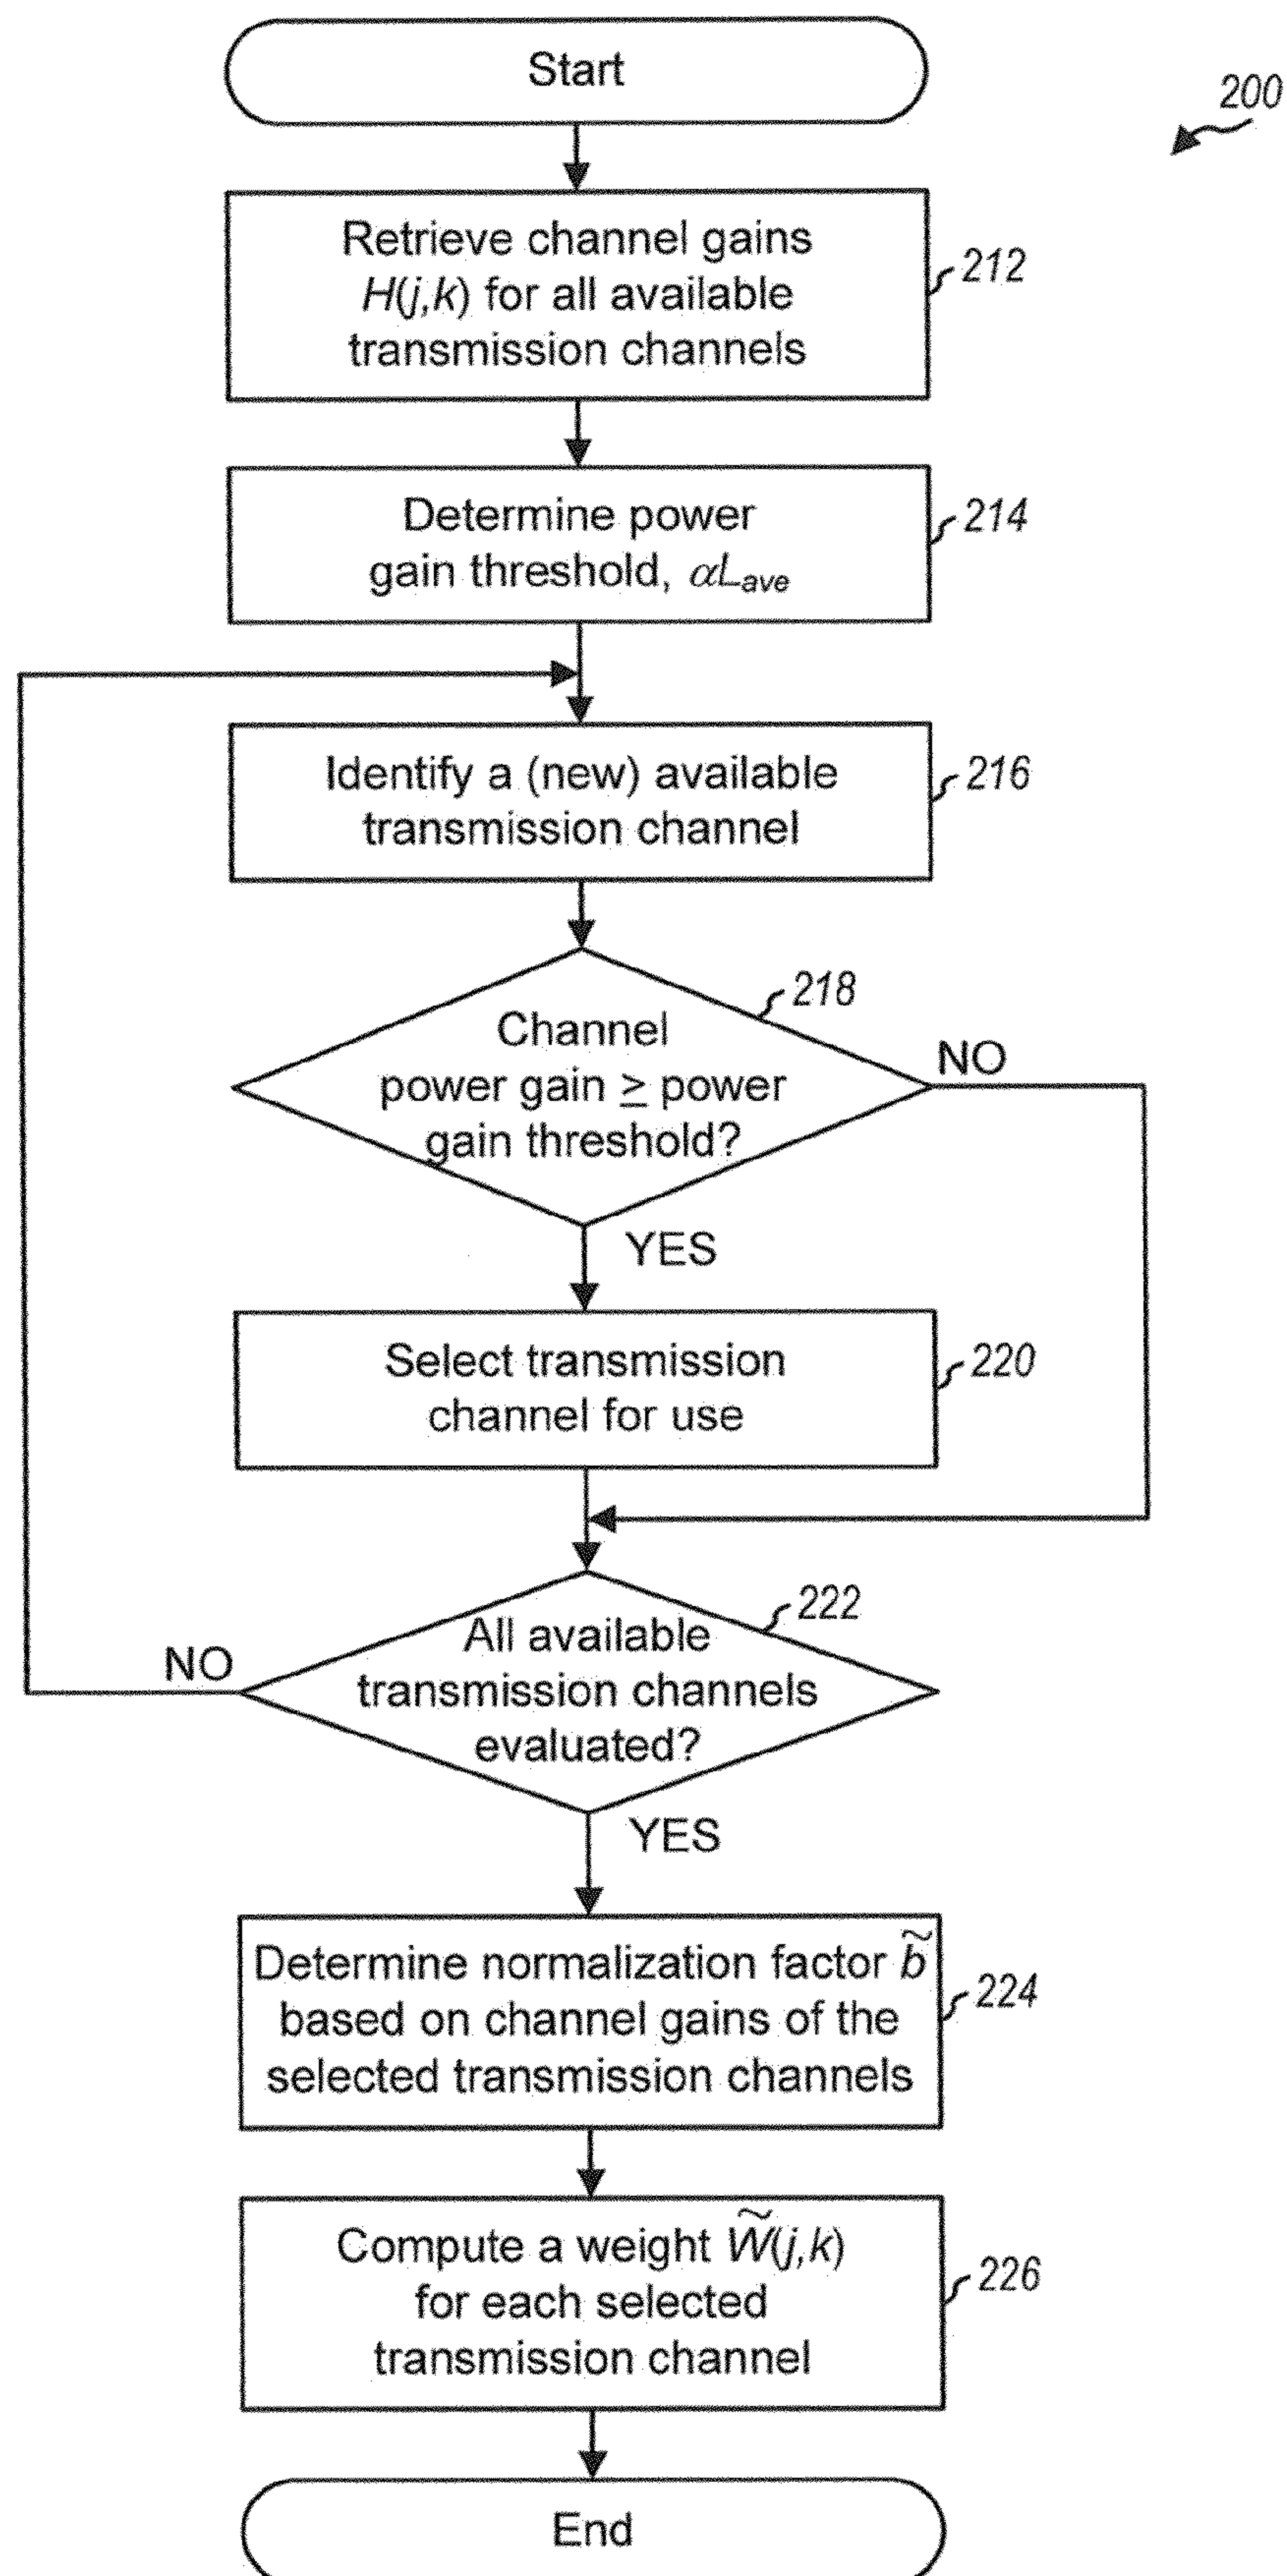 Start
200
Retrieve channel gains
H(j,k) for all available
transmission channels
212
Determine power
gain threshold, αL_ave
214
Identify a (new) available
transmission channel
216
218
Channel
power gain ≥ power
gain threshold?
NO
YES
Select transmission
channel for use
220
222
All available
transmission channels
evaluated?
NO
YES
Determine normalization factor b̃
based on channel gains of the
selected transmission channels
224
Compute a weight W̃(j,k)
for each selected
transmission channel
226
End